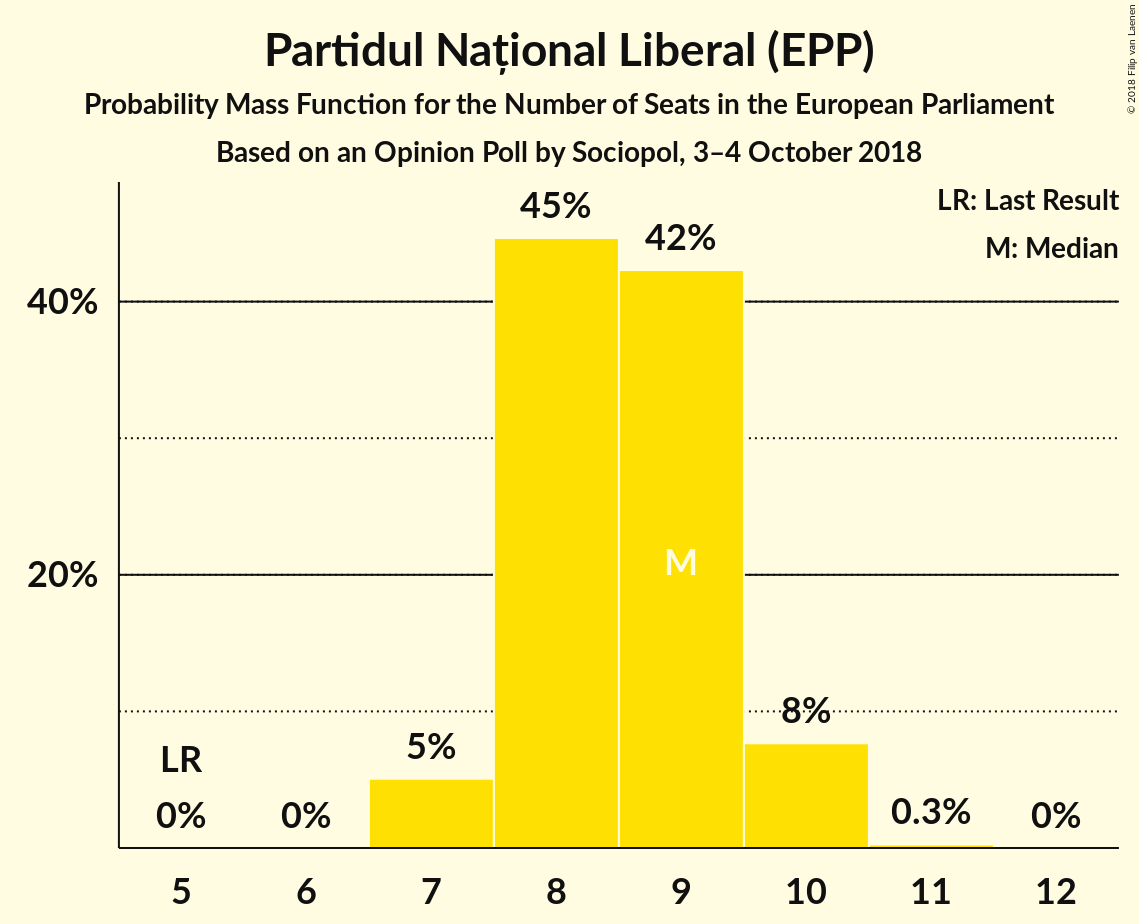 Partidul Național Liberal (EPP)
Probability Mass Function for the Number of Seats in the European Parliament
Based on an Opinion Poll by Sociopol, 3–4 October 2018
© 2018 Filip van Laenen
LR: Last Result
M: Median
45%
42%
40%
M
20%
8%
5%
LR
0%
0%
0.3%
0%
5 6 7 8 9 10 11 12